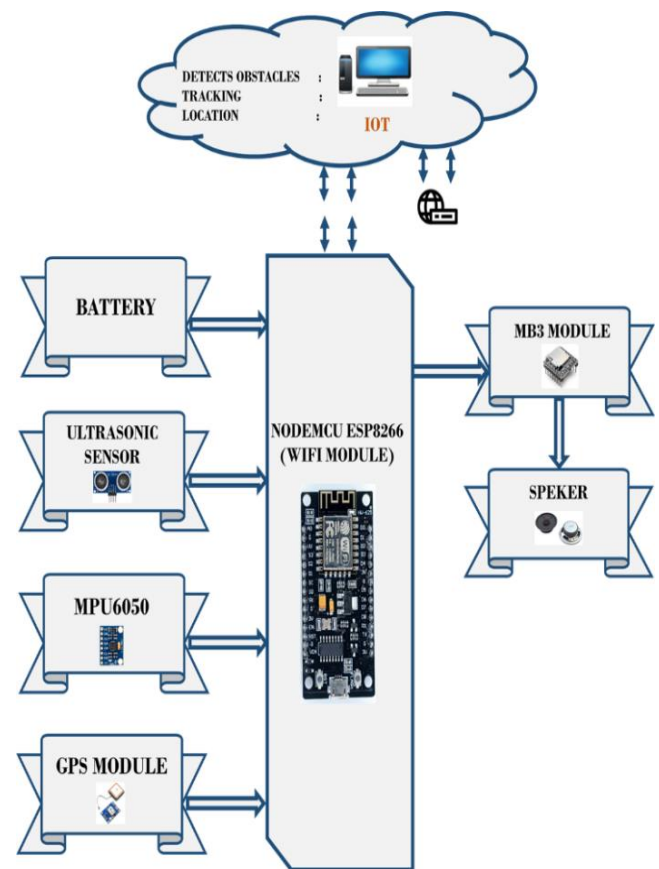 DETECTS OBSTACLES :
TRACKING :
LOCATION :
IOT
BATTERY
ULTRASONIC
SENSOR
MPU6050
GPS MODULE
NODEMCU ESP8266
(WIFI MODULE)
MB3 MODULE
SPEKER